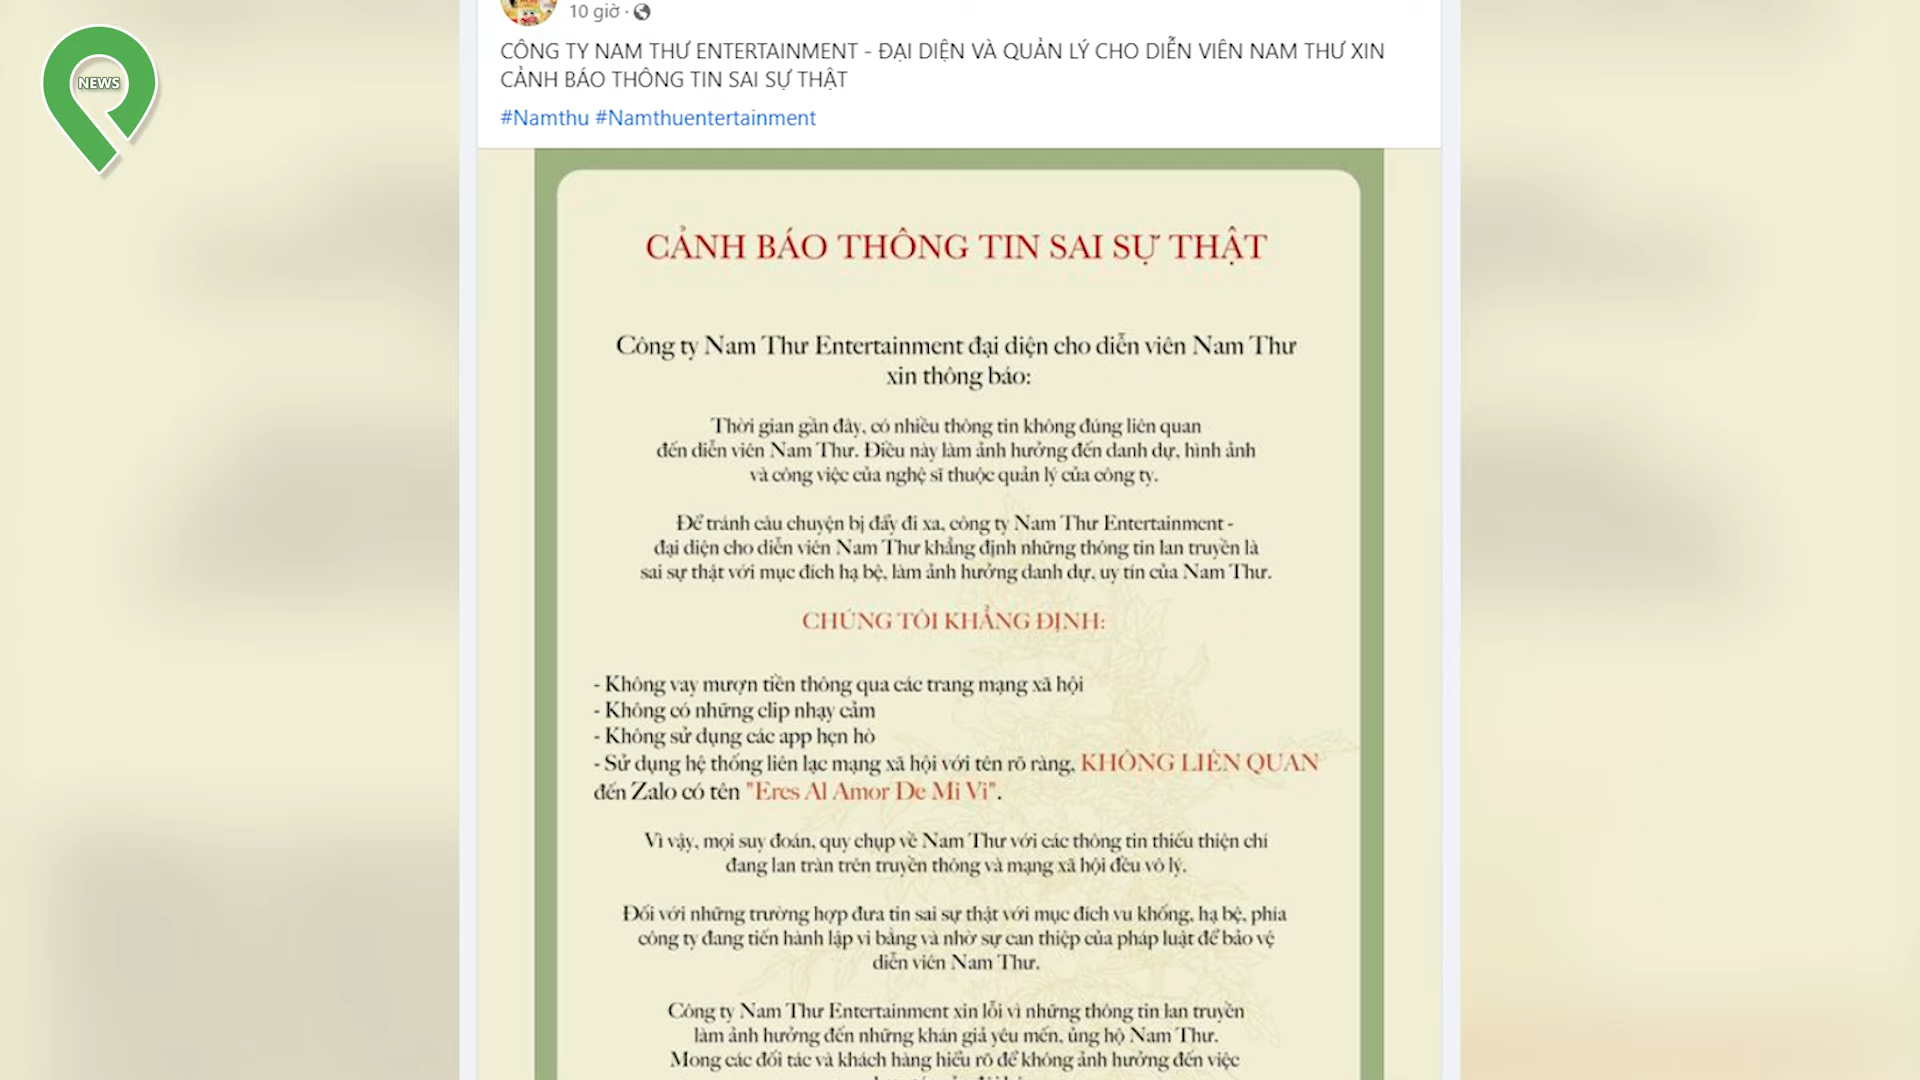 NEWS
10 giờ ·
CÔNG TY NAM THƯ ENTERTAINMENT - ĐẠI DIỆN VÀ QUẢN LÝ CHO DIỄN VIÊN NAM THƯ XIN
CẢNH BÁO THÔNG TIN SAI SỰ THẬT
#Namthu #Namthuentertainment
CẢNH BÁO THÔNG TIN SAI SỰ THẬT
Công ty Nam Thư Entertainment đại diện cho diễn viên Nam Thư
xin thông báo:
Thời gian gần đây, có nhiều thông tin không đúng liên quan
đến diễn viên Nam Thư. Điều này làm ảnh hưởng đến danh dự, hình ảnh
và công việc của nghệ sĩ thuộc quản lý của công ty.
Để tránh câu chuyện bị đẩy đi xa, công ty Nam Thư Entertainment -
đại diện cho diễn viên Nam Thư khẳng định những thông tin lan truyền là
sai sự thật với mục đích hạ bệ, làm ảnh hưởng danh dự, uy tín của Nam Thư.
CHÚNG TÔI KHẲNG ĐỊNH:
- Không vay mượn tiền thông qua các trang mạng xã hội
- Không có những clip nhạy cảm
- Không sử dụng các app hẹn hò
- Sử dụng hệ thống liên lạc mạng xã hội với tên rõ ràng, KHÔNG LIÊN QUAN
đến Zalo có tên "Eres Al Amor De Mi Vi".
Vì vậy, mọi suy đoán, quy chụp về Nam Thư với các thông tin thiếu thiện chí
đang lan tràn trên truyền thông và mạng xã hội đều vô lý.
Đối với những trường hợp đưa tin sai sự thật với mục đích vu khống, hạ bệ, phía
công ty đang tiến hành lập vi bằng và nhờ sự can thiệp của pháp luật để bảo vệ
diễn viên Nam Thư.
Công ty Nam Thư Entertainment xin lỗi vì những thông tin lan truyền
làm ảnh hưởng đến những khán giả yêu mến, ủng hộ Nam Thư.
Mong các đối tác và khách hàng hiểu rõ để không ảnh hưởng đến việc